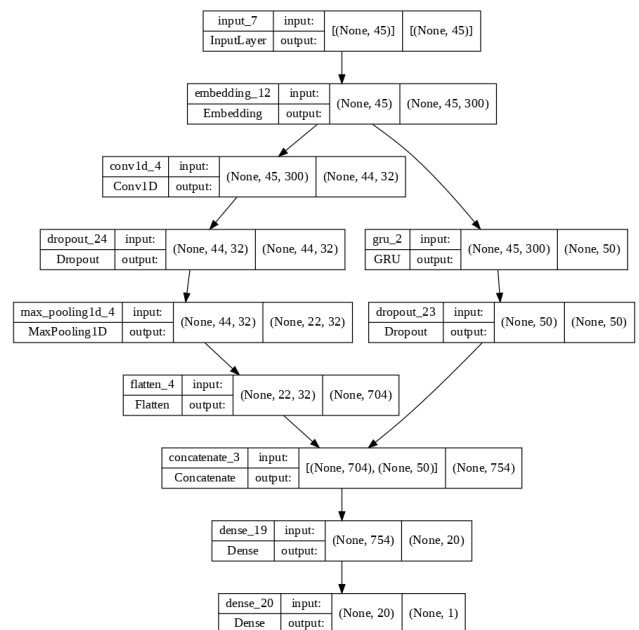 input_7 input: [(None, 45)] [(None, 45)]
InputLayer output:
embedding_12 input: (None, 45) (None, 45, 300)
Embedding output:
conv1d_4 input: (None, 45, 300) (None, 44, 32)
Conv1D output:
dropout_24 input: (None, 44, 32) (None, 44, 32)
Dropout output:
gru_2 input: (None, 45, 300) (None, 50)
GRU output:
max_pooling1d_4 input: (None, 44, 32) (None, 22, 32)
MaxPooling1D output:
dropout_23 input: (None, 50) (None, 50)
Dropout output:
flatten_4 input: (None, 22, 32) (None, 704)
Flatten output:
concatenate_3 input: [(None, 704), (None, 50)] (None, 754)
Concatenate output:
dense_19 input: (None, 754) (None, 20)
Dense output:
dense_20 input: (None, 20) (None, 1)
Dense output: